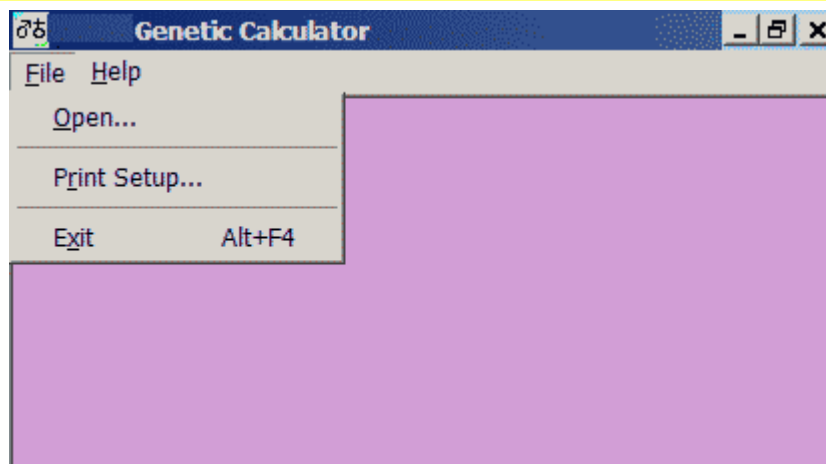 Genetic Calculator
File Help
Open...
Print Setup...
Exit Alt+F4